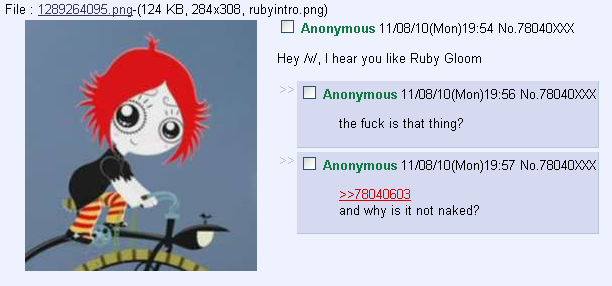 File : 1289264095.png-(124 KB, 284x308, rubyintro.png)
Anonymous 11/08/10(Mon)19:54 No.78040XXX
Hey /v/, I hear you like Ruby Gloom
>> Anonymous 11/08/10(Mon)19:56 No.78040XXX
the fuck is that thing?
>> Anonymous 11/08/10(Mon)19:57 No.78040XXX
>>78040603
and why is it not naked?